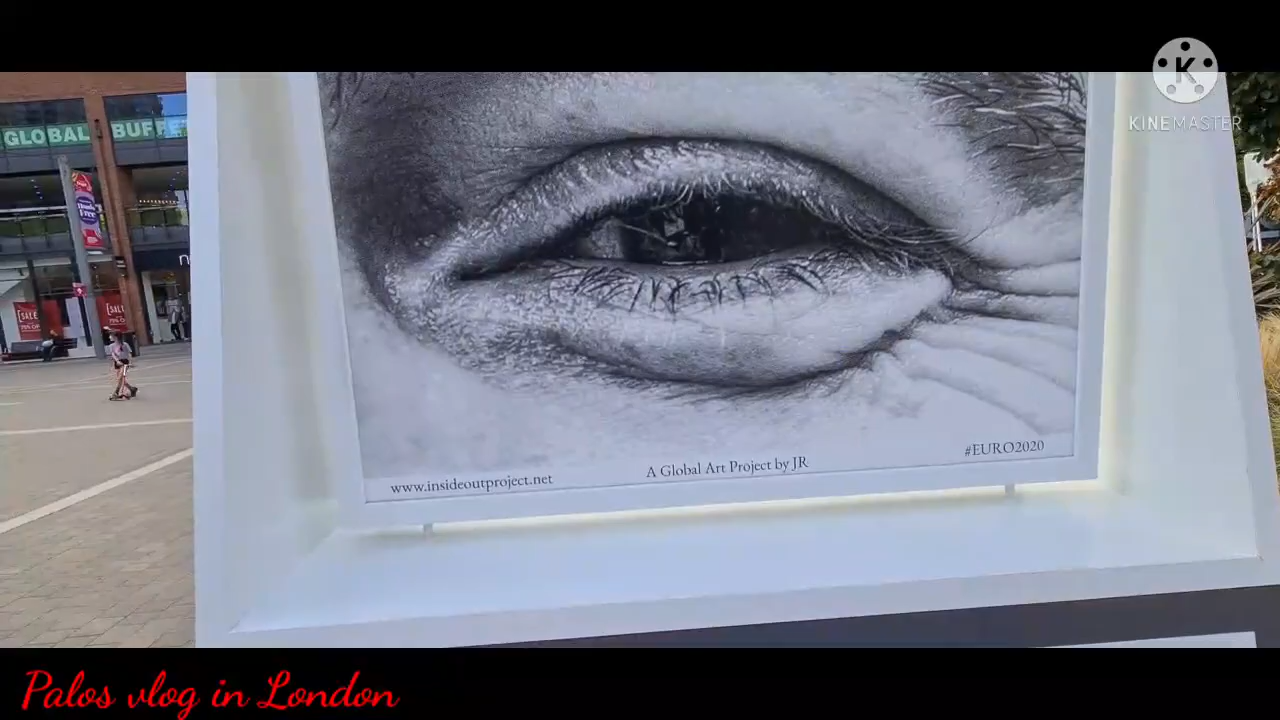 GLOBAL BUFF
K
KINEMASTER
SALE
SALE
#EURO2020
A Global Art Project by JR
www.insideoutproject.net
Palos vlog in London